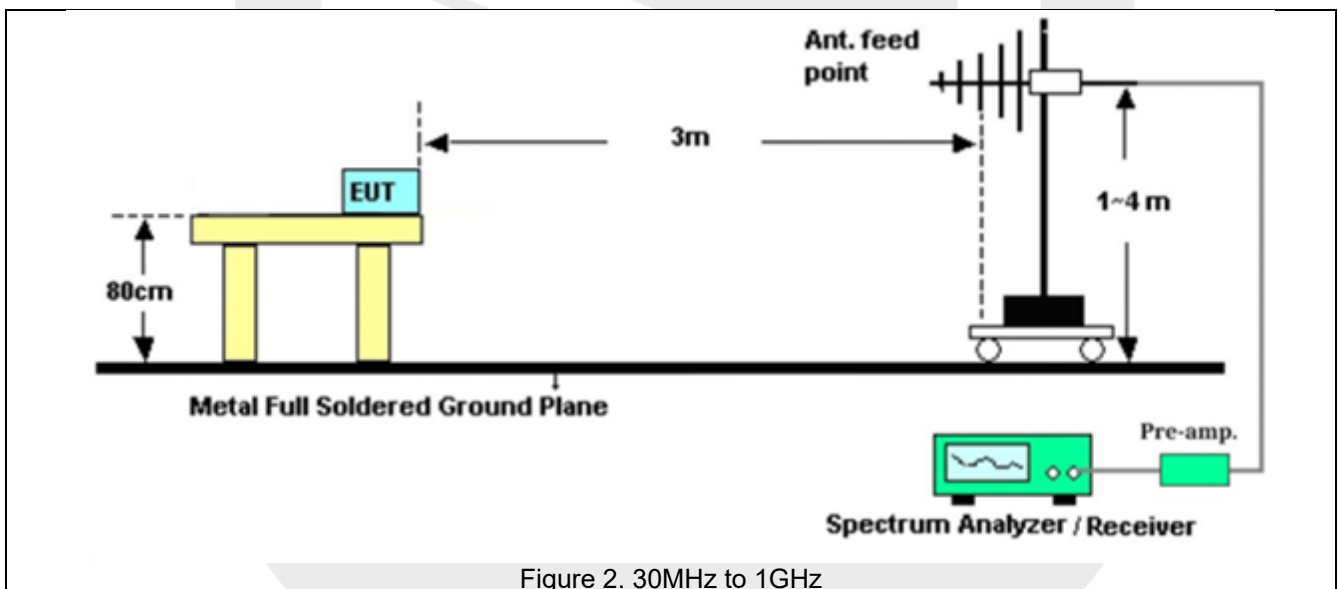 Ant. feed
point
3m
EUT
1~4 m
80cm
Metal Full Soldered Ground Plane
Pre-amp.
Spectrum Analyzer / Receiver
Figure 2. 30MHz to 1GHz